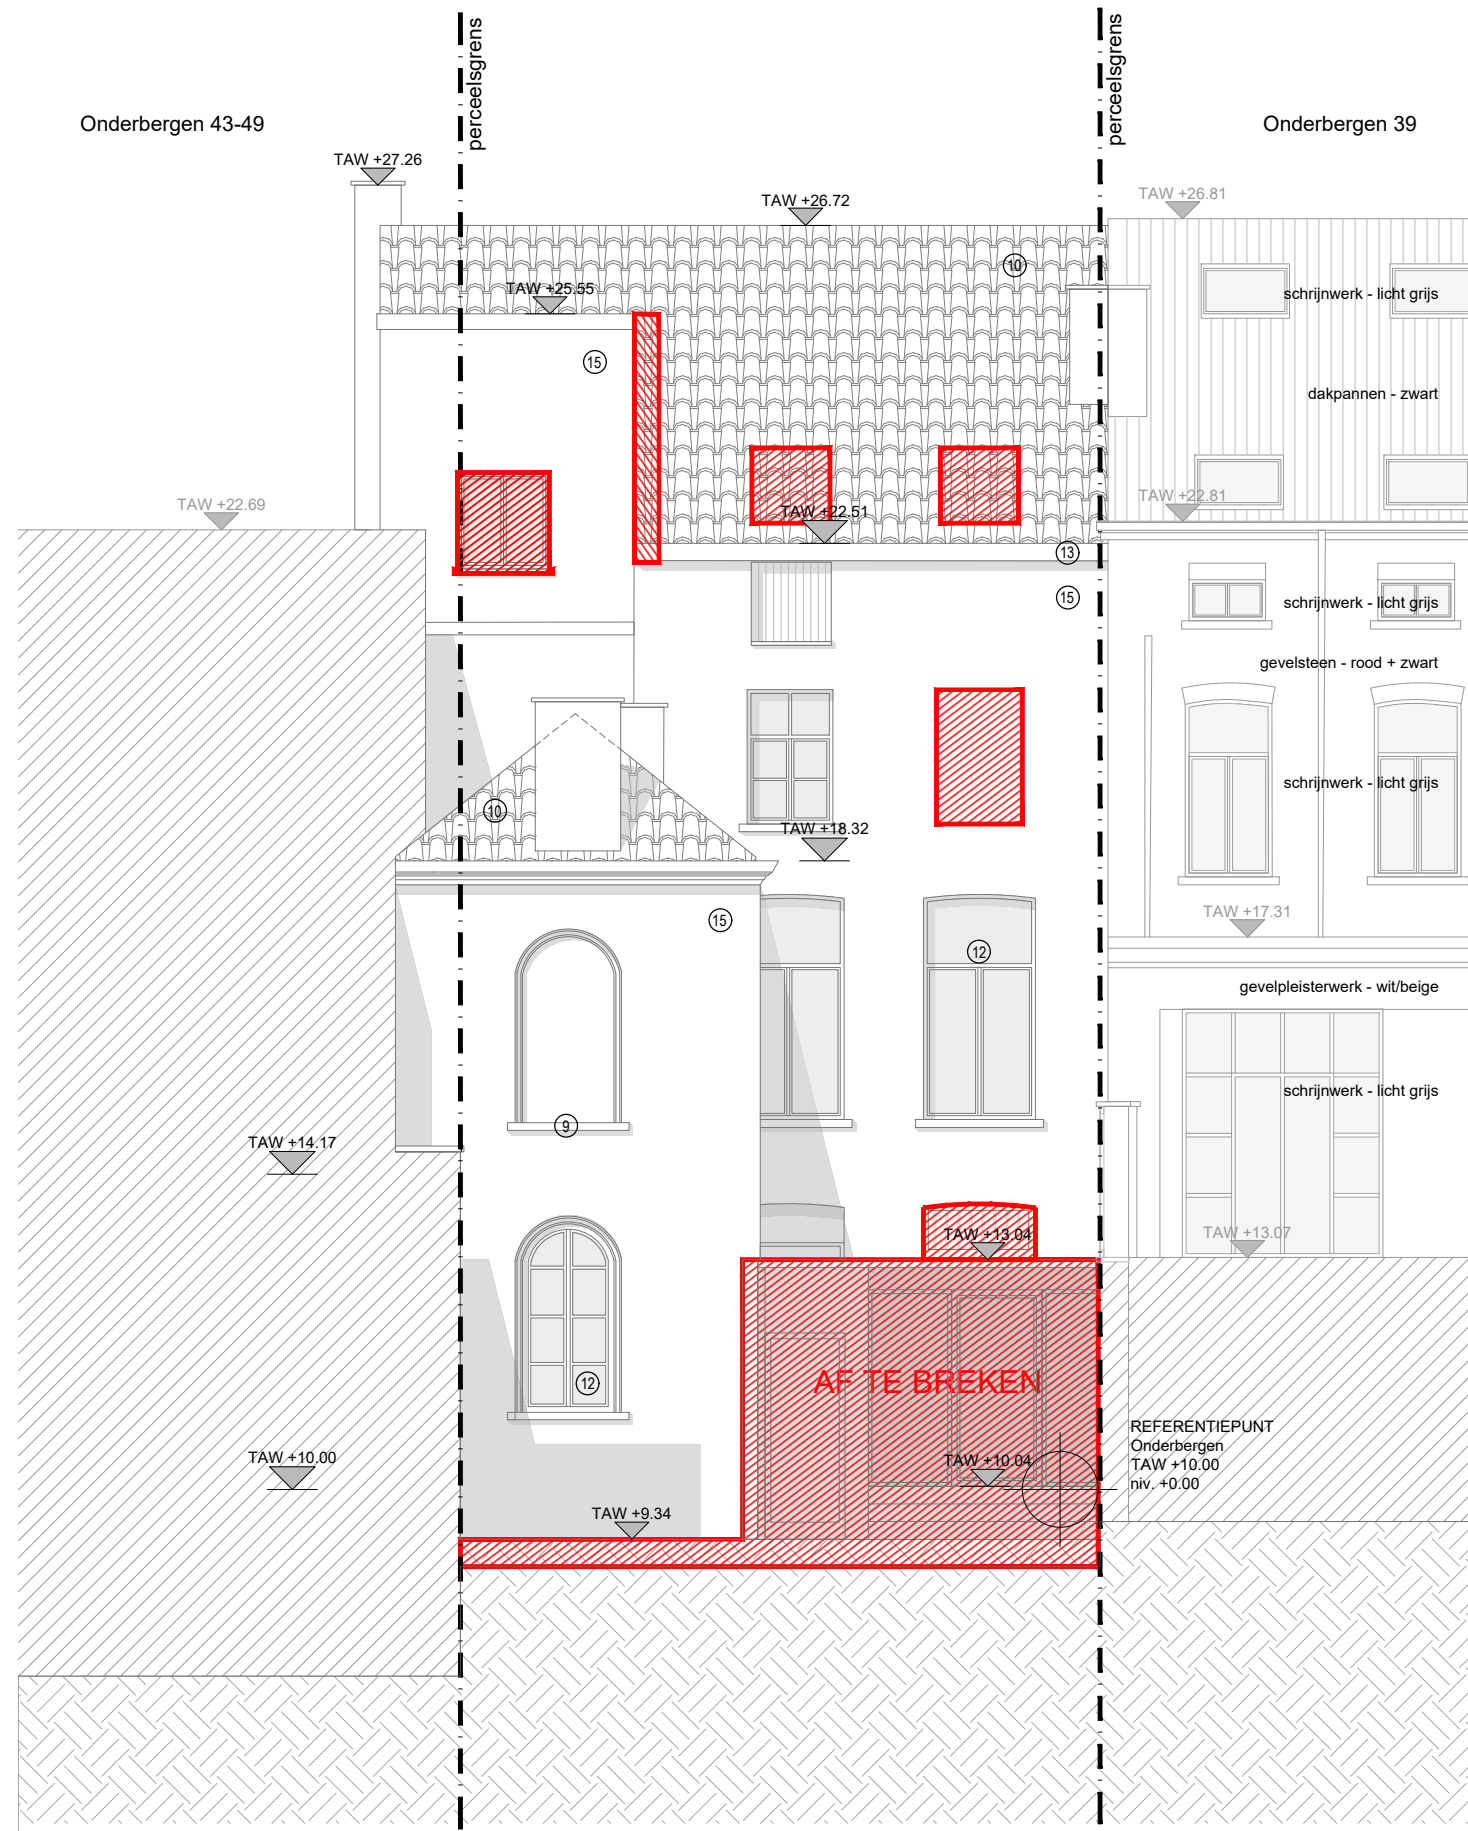 perceelsgrens
perceelsgrens
Onderbergen 43-49
Onderbergen 39
TAW +27.26
TAW +26.72
TAW +26.81
10
TAW +25.55
schrijnwerk - licht grijs
15
dakpannen - zwart
TAW +22.69
TAW +22.51
TAW +22.81
13
15
schrijnwerk - licht grijs
gevelsteen - rood + zwart
schrijnwerk - licht grijs
10
TAW +18.32
15
TAW +17.31
12
gevelpleisterwerk - wit/beige
schrijnwerk - licht grijs
9
TAW +14.17
TAW +13.04
TAW +13.07
12
AF TE BREKEN
REFERENTIEPUNT
Onderbergen
TAW +10.00
niv. +0.00
TAW +10.00
TAW +10.04
TAW +9.34